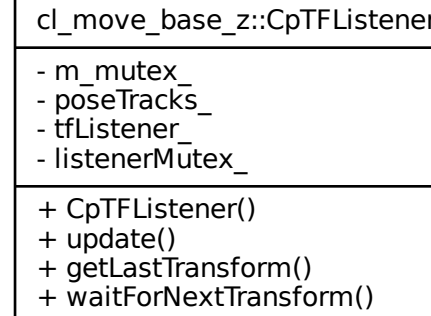 cl_move_base_z::CpTFListener
- m_mutex_
- poseTracks_
- tfListener_
- listenerMutex_
+ CpTFListener()
+ update()
+ getLastTransform()
+ waitForNextTransform()